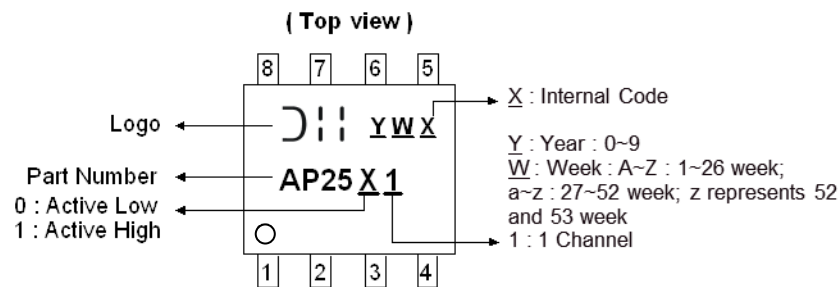 ( Top view )
8 7 6 5
Logo
Y W X
X : Internal Code
Part Number
AP25 X 1
0 : Active Low
1 : Active High
Y : Year : 0~9
W : Week : A~Z : 1~26 week;
a~z : 27~52 week; z represents 52
and 53 week
1 : 1 Channel
1 2 3 4